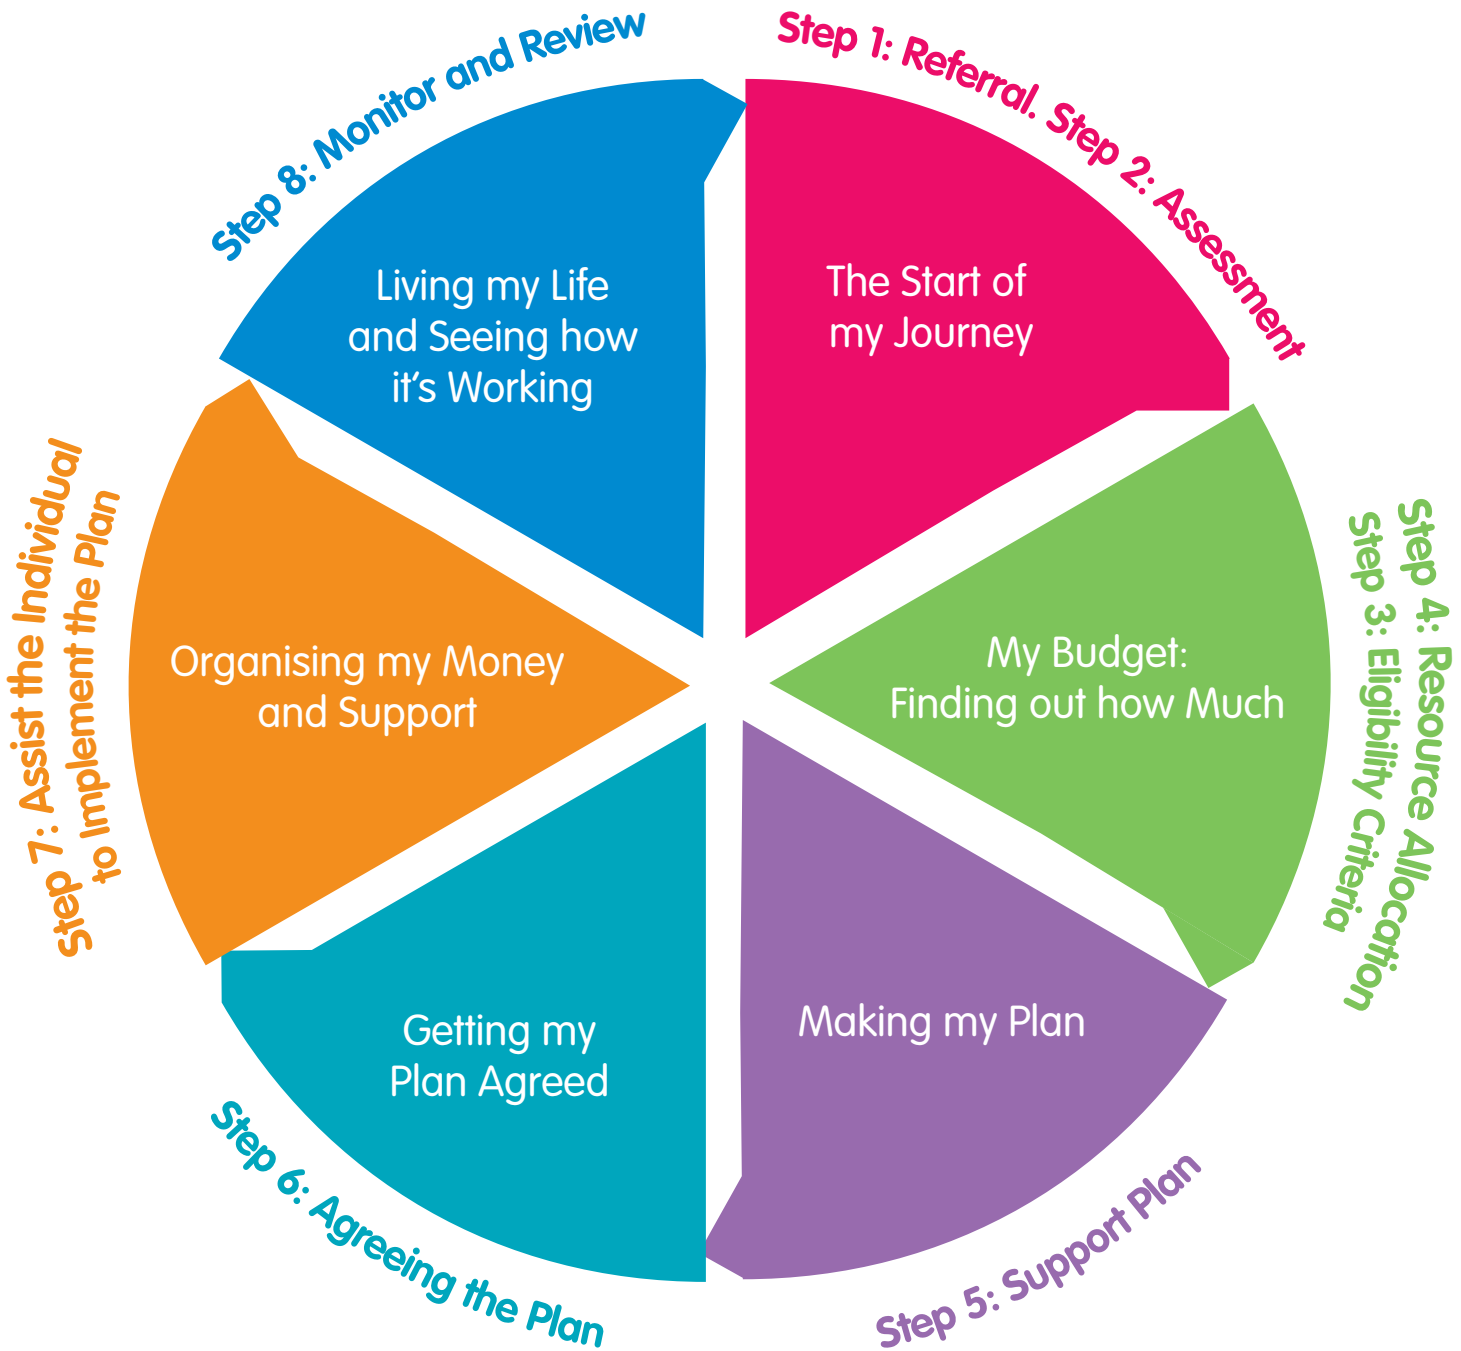 Step 1: Referral. Step 2: Assessment
The Start of
my Journey
Step 3: Eligibility Criteria
Step 4: Resource Allocation
My Budget:
Finding out how Much
Step 5: Support Plan
Making my Plan
Step 6: Agreeing the Plan
Getting my
Plan Agreed
Step 7: Assist the Individual
to Implement the Plan
Organising my Money
and Support
Step 8: Monitor and Review
Living my Life
and Seeing how
it's Working